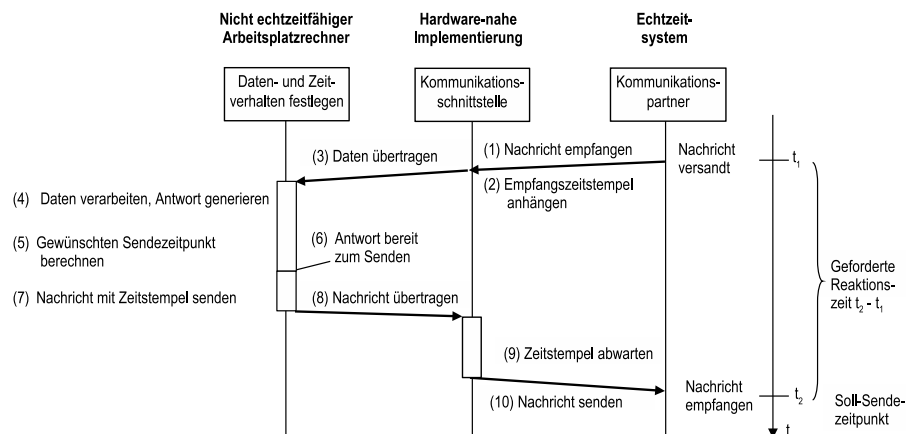 Nicht echtzeitfähiger
Arbeitsplatzrechner
Hardware-nahe
Implementierung
Echtzeit-
system
Daten- und Zeit-
verhalten festlegen
Kommunikations-
schnittstelle
Kommunikations-
partner
(1) Nachricht empfangen
Nachricht
versandt
t1
(3) Daten übertragen
(2) Empfangszeitstempel
anhängen
(4) Daten verarbeiten, Antwort generieren
(5) Gewünschten Sendezeitpunkt
berechnen
(6) Antwort bereit
zum Senden
Geforderte
Reaktions-
zeit t2 - t1
(7) Nachricht mit Zeitstempel senden
(8) Nachricht übertragen
(9) Zeitstempel abwarten
(10) Nachricht senden
Nachricht
empfangen
t2
Soll-Sende-
zeitpunkt
t